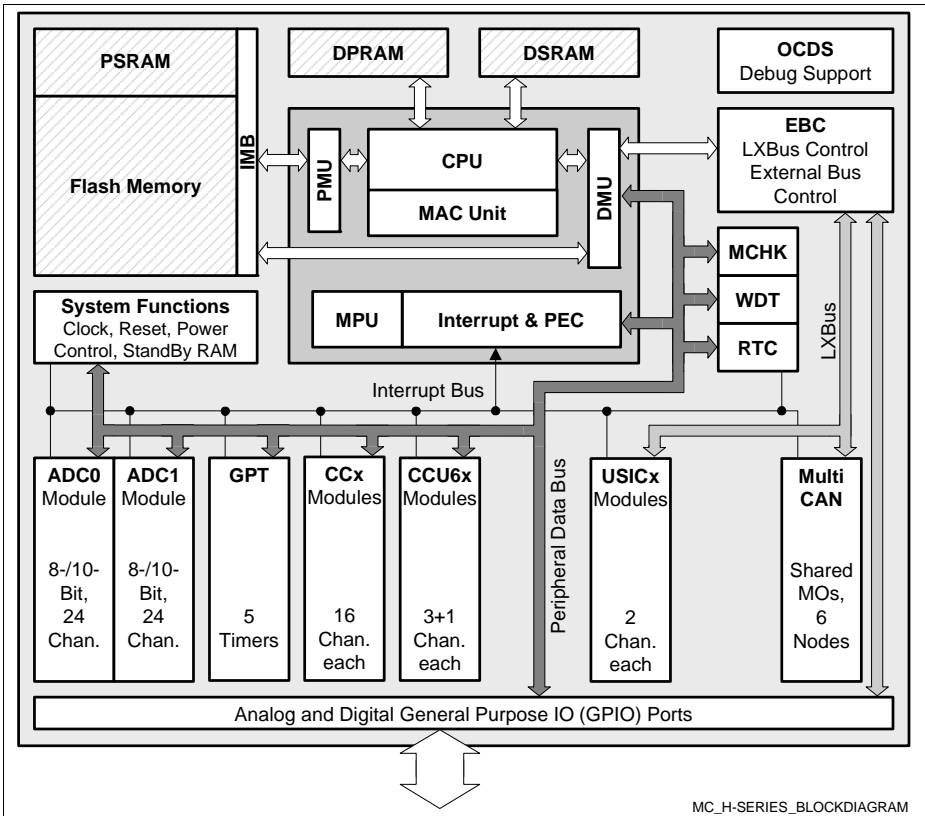 PSRAM
Flash Memory
IMB
DPRAM
DSRAM
OCDS
Debug Support
PMU
CPU
MAC Unit
DMU
EBC
LXBus Control
External Bus
Control
MPU
Interrupt & PEC
MCHK
WDT
RTC
LXBus
System Functions
Clock, Reset, Power
Control, StandBy RAM
Interrupt Bus
Peripheral Data Bus
ADC0
Module
8-/10-
Bit,
24
Chan.
ADC1
Module
8-/10-
Bit,
24
Chan.
GPT
5
Timers
CCx
Modules
16
Chan.
each
CCU6x
Modules
3+1
Chan.
each
USICx
Modules
2
Chan.
each
Multi
CAN
Shared
MOs,
6
Nodes
Analog and Digital General Purpose IO (GPIO) Ports
MC_H-SERIES_BLOCKDIAGRAM